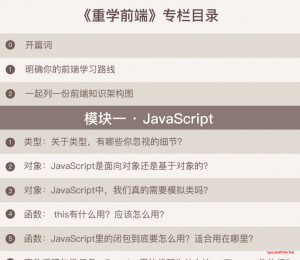 《重学前端》专栏目录
0 开篇词
1 明确你的前端学习路线
2 一起列一份前端知识架构图
模块一 · JavaScript
1 类型：关于类型，有哪些你忽视的细节？
2 对象：JavaScript是面向对象还是基于对象的？
3 对象：JavaScript中，我们真的需要模拟类吗？
4 函数： this有什么用？应该怎么用？
5 函数：JavaScript里的闭包到底要怎么用？适合用在哪里？